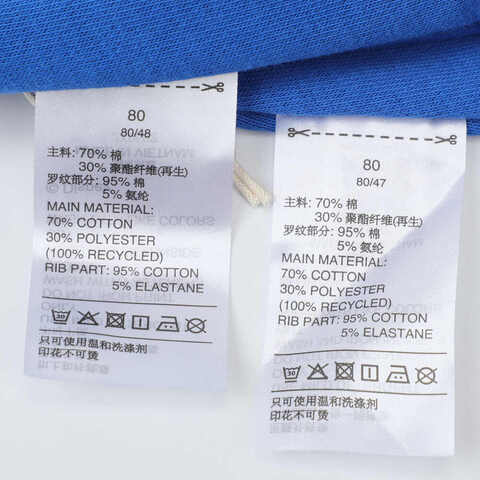 80
80/48
主料: 70% 棉
30% 聚酯纤维(再生)
罗纹部分: 95% 棉
5% 氨纶
MAIN MATERIAL:
70% COTTON
30% POLYESTER
(100% RECYCLED)
RIB PART: 95% COTTON
5% ELASTANE
30
只可使用温和洗涤剂
印花不可烫
80
80/47
主料: 70% 棉
30% 聚酯纤维(再生)
罗纹部分: 95% 棉
5% 氨纶
MAIN MATERIAL:
70% COTTON
30% POLYESTER
(100% RECYCLED)
RIB PART: 95% COTTON
5% ELASTANE
30
只可使用温和洗涤剂
印花不可烫